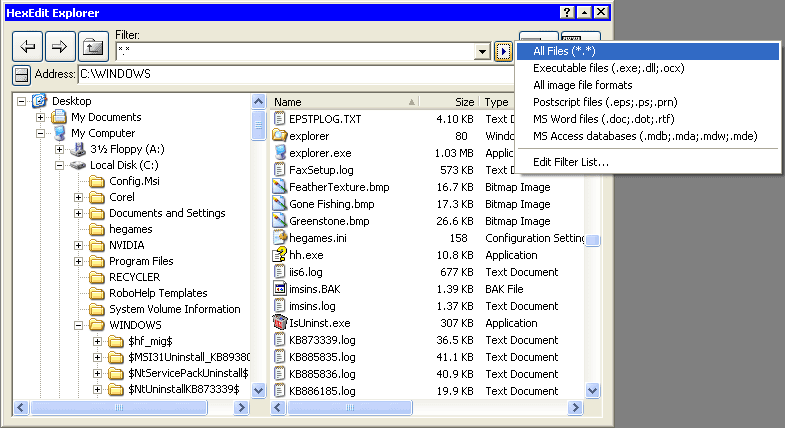 HexEdit Explorer
Filter:
*.*
Address: C:\WINDOWS
All Files (*.*)
Executable files (.exe;.dll;.ocx)
All image file formats
Postscript files (.eps;.ps;.prn)
MS Word files (.doc;.dot;.rtf)
MS Access databases (.mdb;.mda;.mdw;.mde)
Edit Filter List...
Desktop
My Documents
My Computer
3½ Floppy (A:)
Local Disk (C:)
Config.Msi
Corel
Documents and Settings
hegames
NVIDIA
Program Files
RECYCLER
RoboHelp Templates
System Volume Information
WINDOWS
$hf_mig$
$MSI31Uninstall_KB89380
$NtServicePackUninstall$
$NtUninstallKB873339$
Name Size Type
EPSTPLOG.TXT 4.10 KB Text D
explorer 80 Windo
explorer.exe 1.03 MB Applic
FaxSetup.log 573 KB Text D
FeatherTexture.bmp 16.7 KB Bitmap Image
Gone Fishing.bmp 17.3 KB Bitmap Image
Greenstone.bmp 26.6 KB Bitmap Image
hegames.ini 158 Configuration Setting
hh.exe 10.8 KB Application
iis6.log 677 KB Text Document
imsins.BAK 1.39 KB BAK File
imsins.log 1.37 KB Text Document
IsUninst.exe 307 KB Application
KB873339.log 36.5 KB Text Document
KB885835.log 41.1 KB Text Document
KB885836.log 40.9 KB Text Document
KB886185.log 19.9 KB Text Document